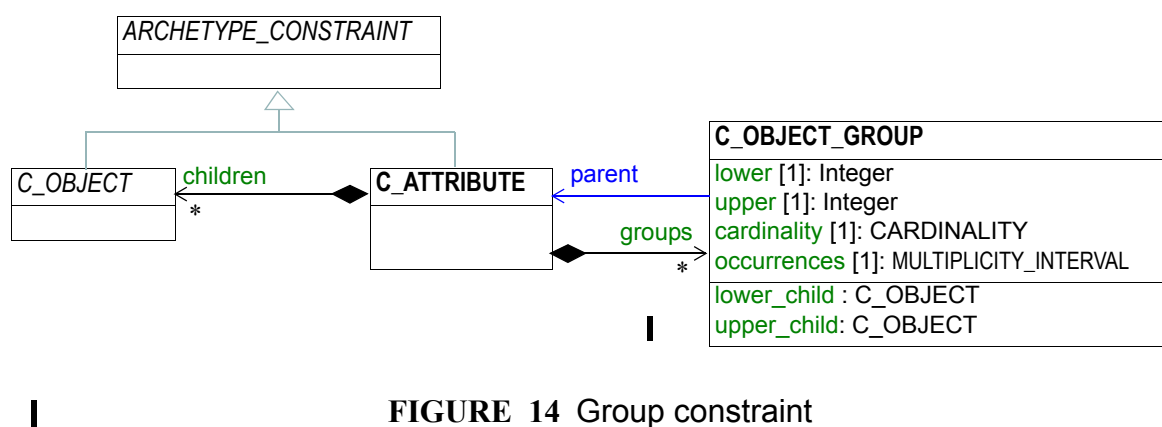 ARCHETYPE_CONSTRAINT
C_OBJECT
children
*
C_ATTRIBUTE
parent
groups
*
C_OBJECT_GROUP
lower [1]: Integer
upper [1]: Integer
cardinality [1]: CARDINALITY
occurrences [1]: MULTIPLICITY_INTERVAL
lower_child : C_OBJECT
upper_child: C_OBJECT
FIGURE 14 Group constraint